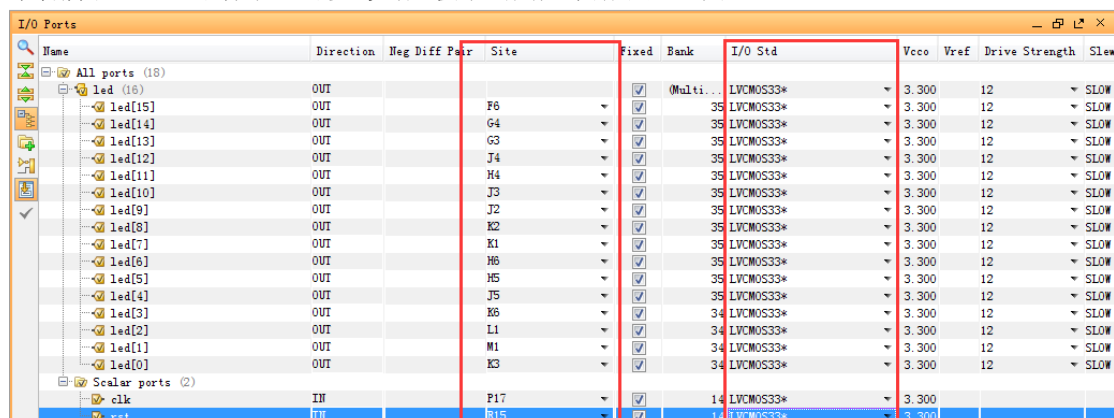 I/O Ports
Name Direction Neg Diff Pair Site Fixed Bank I/O Std Vcco Vref Drive Strength Slew
All ports (18)
led (16) OUT (Multi... LVCMOS33* 3.300 12 SLOW
led[15] OUT F6 35 LVCMOS33* 3.300 12 SLOW
led[14] OUT G4 35 LVCMOS33* 3.300 12 SLOW
led[13] OUT G3 35 LVCMOS33* 3.300 12 SLOW
led[12] OUT J4 35 LVCMOS33* 3.300 12 SLOW
led[11] OUT H4 35 LVCMOS33* 3.300 12 SLOW
led[10] OUT J3 35 LVCMOS33* 3.300 12 SLOW
led[9] OUT J2 35 LVCMOS33* 3.300 12 SLOW
led[8] OUT K2 35 LVCMOS33* 3.300 12 SLOW
led[7] OUT K1 35 LVCMOS33* 3.300 12 SLOW
led[6] OUT H6 35 LVCMOS33* 3.300 12 SLOW
led[5] OUT H5 35 LVCMOS33* 3.300 12 SLOW
led[4] OUT J5 35 LVCMOS33* 3.300 12 SLOW
led[3] OUT K6 34 LVCMOS33* 3.300 12 SLOW
led[2] OUT L1 34 LVCMOS33* 3.300 12 SLOW
led[1] OUT M1 34 LVCMOS33* 3.300 12 SLOW
led[0] OUT K3 34 LVCMOS33* 3.300 12 SLOW
Scalar ports (2)
clk IN P17 14 LVCMOS33* 3.300
rst IN R15 14 LVCMOS33* 3.300